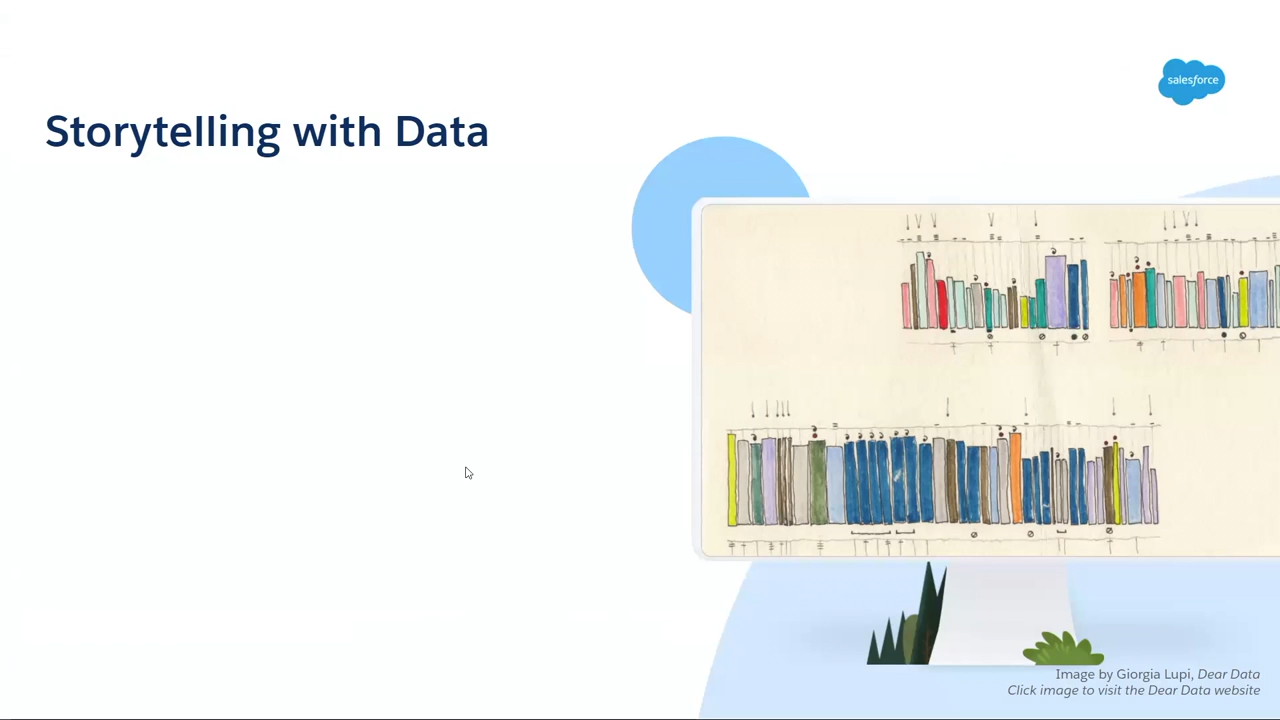 salesforce
Storytelling with Data
Image by Giorgia Lupi, Dear Data
Click image to visit the Dear Data website